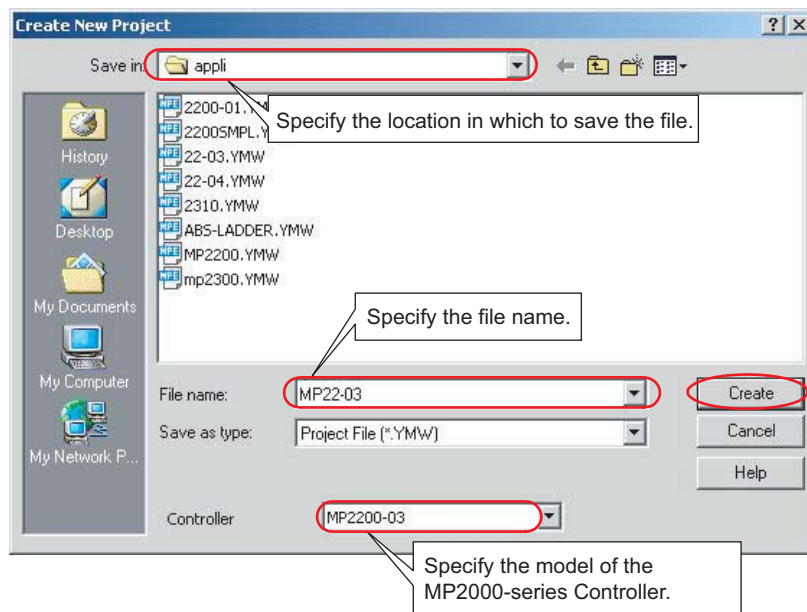 Create New Project
Save in: appli
2200-01.YMW
Specify the location in which to save the file.
2200SMPL.Y
22-03.YMW
22-04.YMW
2310.YMW
ABS-LADDER.YMW
MP2200.YMW
mp2300.YMW
History
Desktop
My Documents
My Computer
My Network P...
Specify the file name.
File name: MP22-03
Create
Save as type: Project File (*.YMW)
Cancel
Help
Controller MP2200-03
Specify the model of the
MP2000-series Controller.